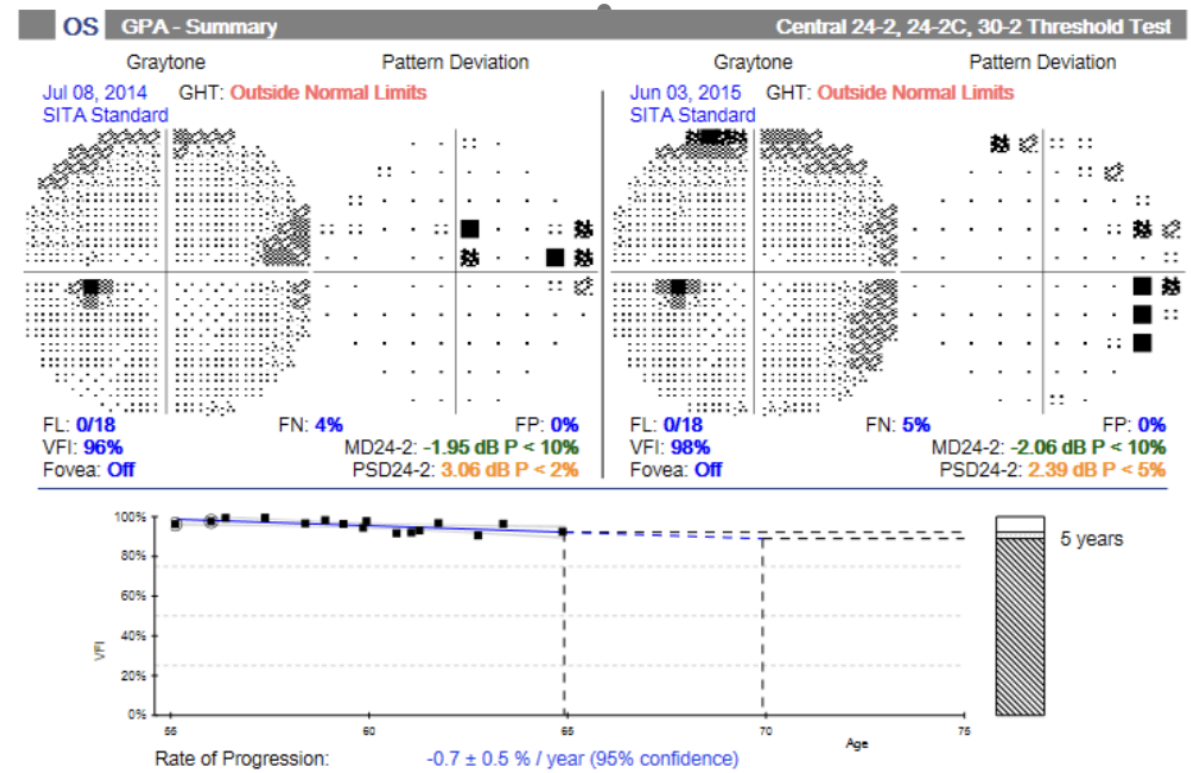 OS GPA - Summary Central 24-2, 24-2C, 30-2 Threshold Test
Graytone Pattern Deviation Graytone Pattern Deviation
Jul 08, 2014 GHT: Outside Normal Limits
SITA Standard
FL: 0/18 FN: 4% FP: 0%
VFI: 96% MD24-2: -1.95 dB P < 10%
Fovea: Off PSD24-2: 3.06 dB P < 2%
Jun 03, 2015 GHT: Outside Normal Limits
SITA Standard
FL: 0/18 FN: 5% FP: 0%
VFI: 98% MD24-2: -2.06 dB P < 10%
Fovea: Off PSD24-2: 2.39 dB P < 5%
100%
80%
60%
40%
20%
0%
VFI
55 60 65 70 75
Age
5 years
Rate of Progression: -0.7 ± 0.5 % / year (95% confidence)